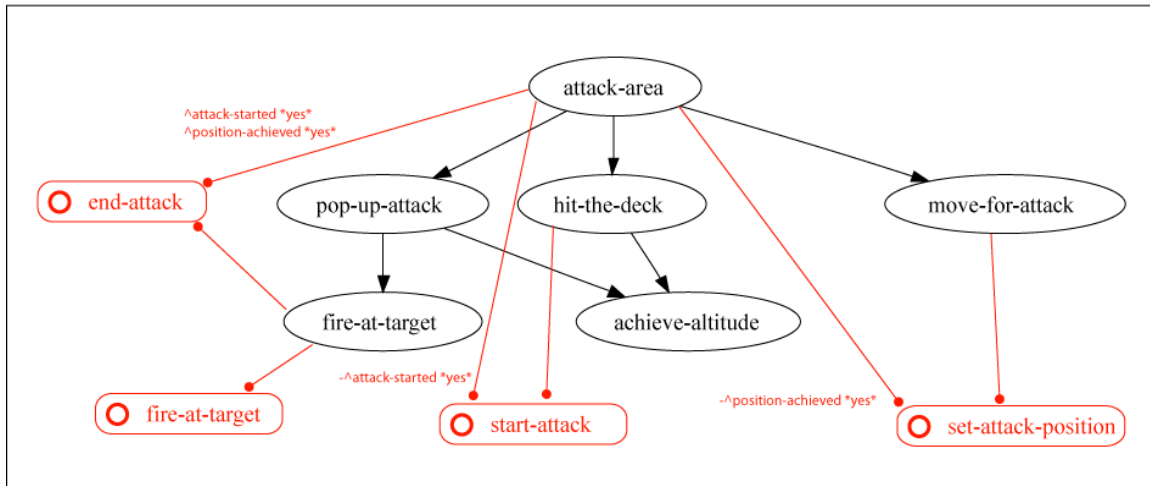 attack-area
^attack-started *yes*
^position-achieved *yes*
end-attack
pop-up-attack
hit-the-deck
move-for-attack
fire-at-target
achieve-altitude
-^attack-started *yes*
-^position-achieved *yes*
fire-at-target
start-attack
set-attack-position